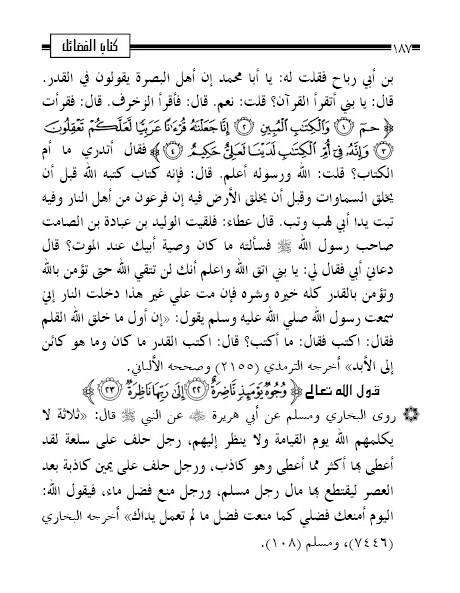 ١٨٧
كتاب الفضائل
بن أبي رباح فقلت له: يا أبا محمد إن أهل البصرة يقولون في القدر.
قال: يا بني أتقرأ القرآن؟ قلت: نعم. قال: فأقرأ الزخرف. قال: فقرأت
﴿حمٓ ۝١ وَالْكِتَابِ الْمُبِينِ ۝٢ إِنَّا جَعَلْنَاهُ قُرْءَانًا عَرَبِيًّا لَعَلَّكُمْ تَعْقِلُونَ
۝٣ وَإِنَّهُ فِي أُمِّ الْكِتَابِ لَدَيْنَا لَعَلِيٌّ حَكِيمٌ ۝٤﴾ فقال أتدري ما أم
الكتاب؟ قلت: الله ورسوله أعلم. قال: فإنه كتاب كتبه الله قبل أن
يخلق السماوات وقبل أن يخلق الأرض فيه إن فرعون من أهل النار وفيه
تبت يدا أبي لهب وتب. قال عطاء: فلقيت الوليد بن عبادة بن الصامت
صاحب رسول الله ﷺ فسألته ما كان وصية أبيك عند الموت؟ قال
دعاني أبي فقال لي: يا بني اتق الله واعلم أنك لن تتقي الله حتى تؤمن بالله
وتؤمن بالقدر كله خيره وشره فإن مت على غير هذا دخلت النار إني
سمعت رسول الله صلى الله عليه وسلم يقول: «إن أول ما خلق الله القلم
فقال: اكتب فقال: ما أكتب؟ قال: اكتب القدر ما كان وما هو كائن
إلى الأبد» أخرجه الترمذي (٢١٥٥) وصححه الألباني.
قول الله تعالى ﴿وُجُوهٌ يَوْمَئِذٍ نَاضِرَةٌ ۝٢٢ إِلَى رَبِّهَا نَاظِرَةٌ ۝٢٣﴾
روى البخاري ومسلم عن أبي هريرة ﷺ عن النبي ﷺ قال: «ثلاثة لا
يكلمهم الله يوم القيامة ولا ينظر إليهم، رجل حلف على سلعة لقد
أعطى بها أكثر مما أعطى وهو كاذب، ورجل حلف على يمين كاذبة بعد
العصر ليقتطع بها مال رجل مسلم، ورجل منع فضل ماء، فيقول الله:
اليوم أمنعك فضلي كما منعت فضل ما لم تعمل يداك» أخرجه البخاري
(٧٤٤٦)، ومسلم (١٠٨).